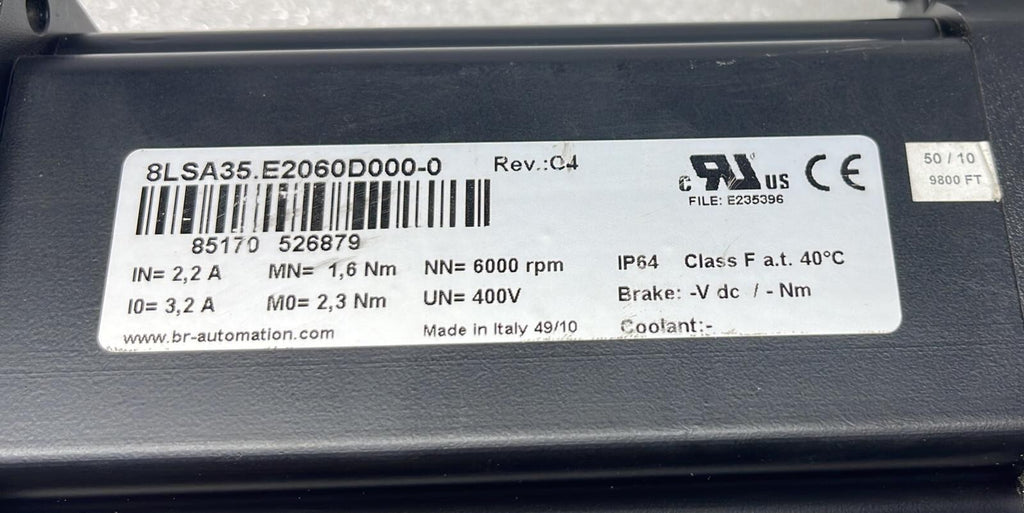 8LSA35.E2060D000-0 Rev.:C4
85170 526879
IN= 2,2 A MN= 1,6 Nm NN= 6000 rpm IP64 Class F a.t. 40°C
I0= 3,2 A M0= 2,3 Nm UN= 400V Brake: -V dc / - Nm
www.br-automation.com Made in Italy 49/10 Coolant:-
c RU US CE
FILE: E235396
50 / 10
9800 FT